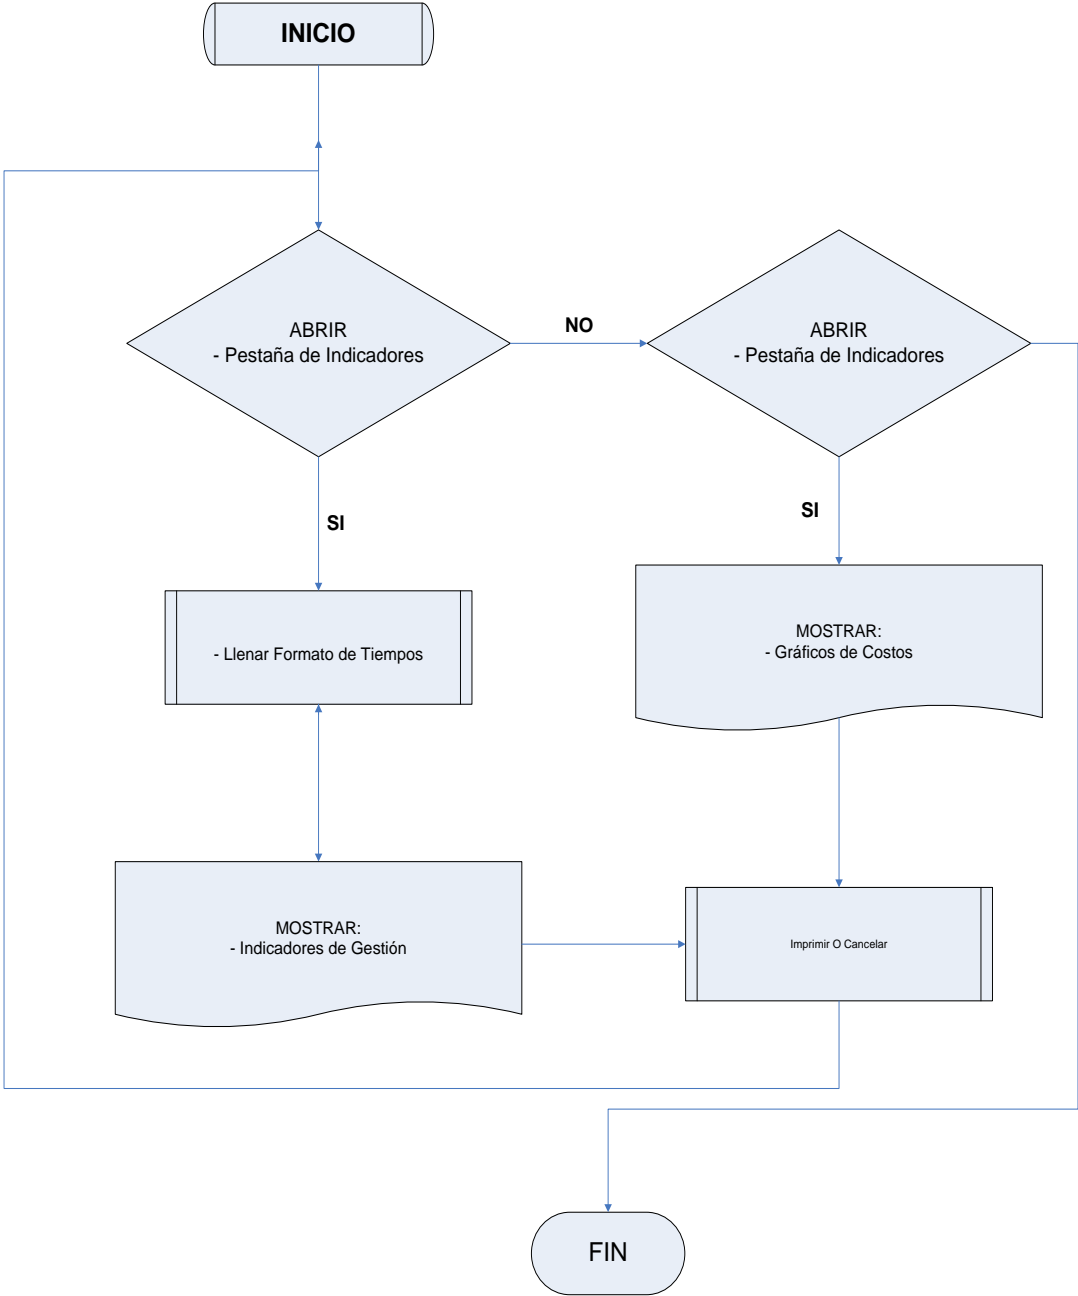 INICIO
ABRIR
- Pestaña de Indicadores
NO
ABRIR
- Pestaña de Indicadores
SI
SI
- Llenar Formato de Tiempos
MOSTRAR:
- Gráficos de Costos
MOSTRAR:
- Indicadores de Gestión
Imprimir O Cancelar
FIN